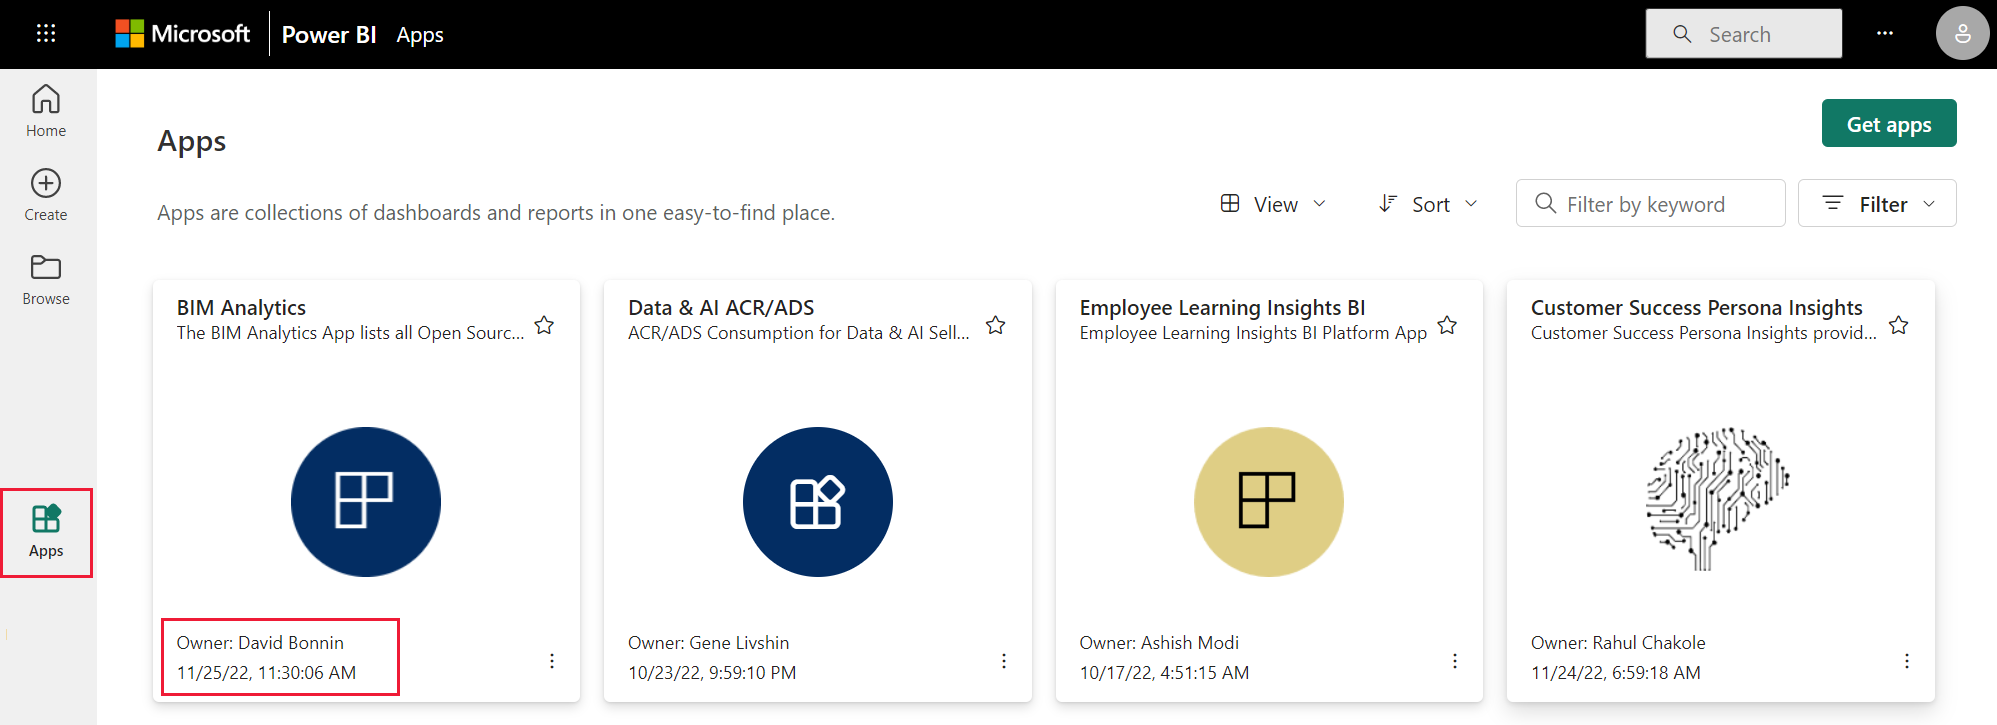 Microsoft Power BI Apps
Search
Home
Create
Browse
Apps
Apps
Get apps
Apps are collections of dashboards and reports in one easy-to-find place.
View
Sort
Filter by keyword
Filter
BIM Analytics
The BIM Analytics App lists all Open Sourc...
Owner: David Bonnin
11/25/22, 11:30:06 AM
Data & AI ACR/ADS
ACR/ADS Consumption for Data & AI Sell...
Owner: Gene Livshin
10/23/22, 9:59:10 PM
Employee Learning Insights BI
Employee Learning Insights BI Platform App
Owner: Ashish Modi
10/17/22, 4:51:15 AM
Customer Success Persona Insights
Customer Success Persona Insights provid...
Owner: Rahul Chakole
11/24/22, 6:59:18 AM